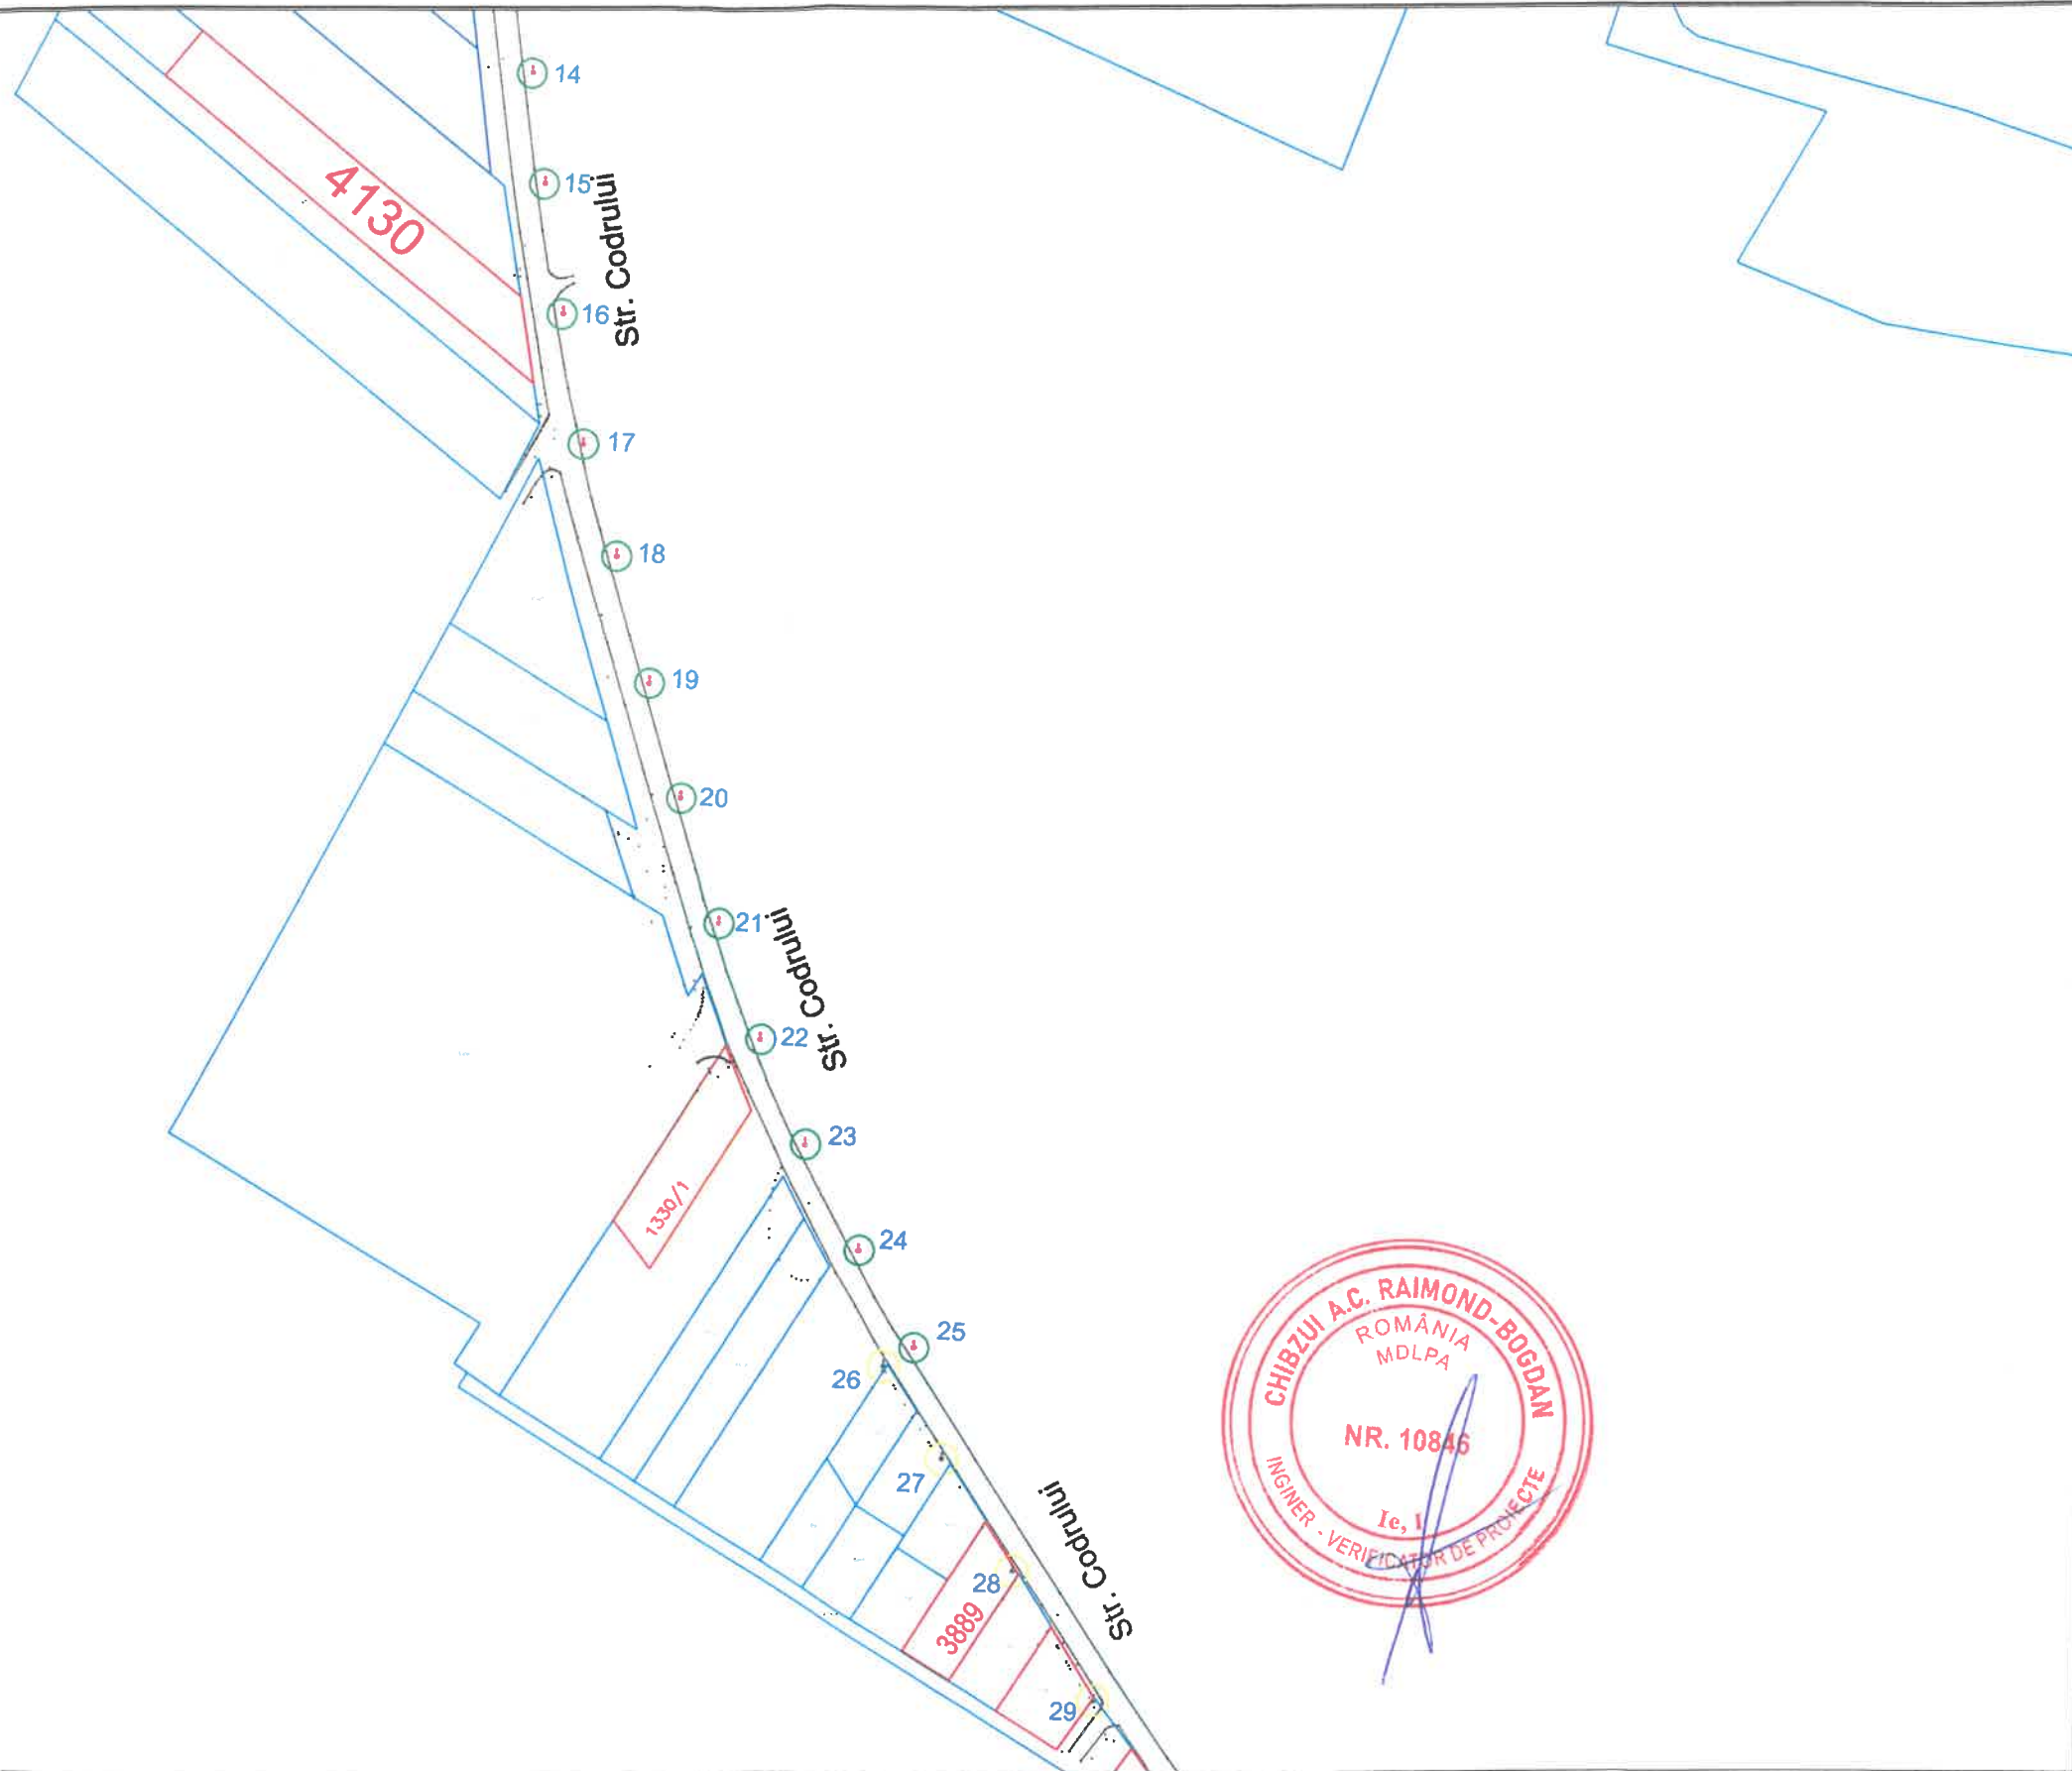 14
4130
15
Str. Codrului
16
17
18
19
20
21
Str. Codrului
22
23
1330/1
24
25
26
27
28
Str. Codrului
3889
29
CHIBZUI A.C. RAIMOND-BOGDAN
ROMÂNIA
MDLPA
NR. 10846
Ie, I
INGINER - VERIFICATOR DE PROIECTE